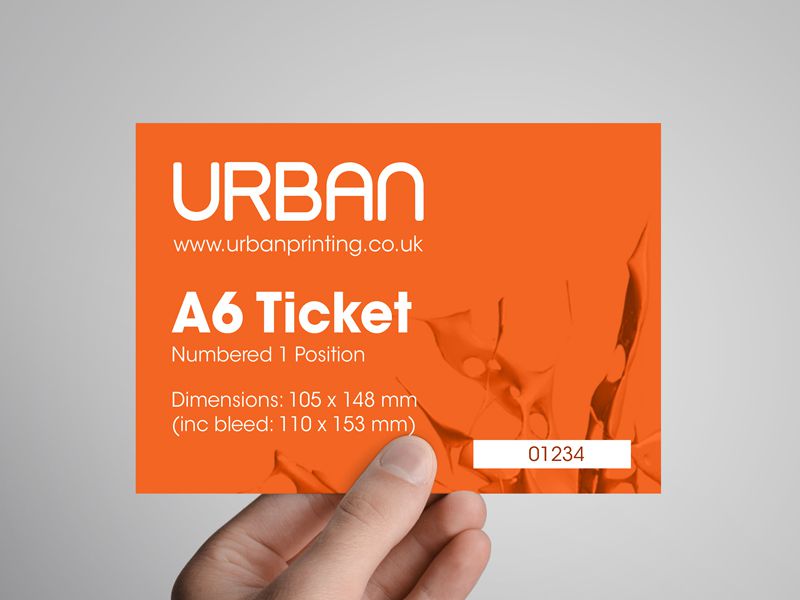 URBAN
www.urbanprinting.co.uk
A6 Ticket
Numbered 1 Position
Dimensions: 105 x 148 mm
(inc bleed: 110 x 153 mm)
01234